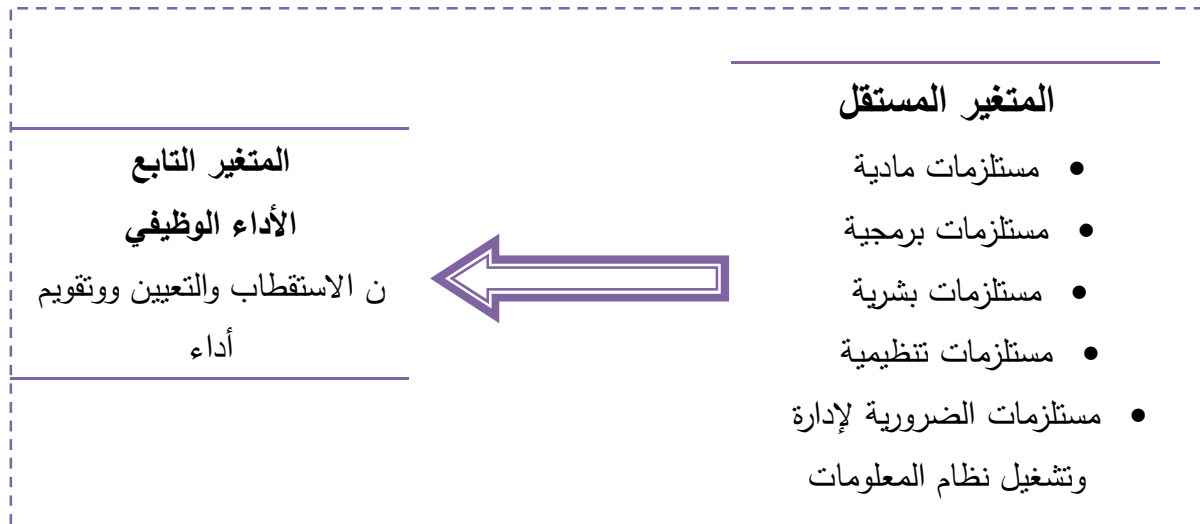 المتغير المستقل
• مستلزمات مادية
• مستلزمات برمجية
• مستلزمات بشرية
• مستلزمات تنظيمية
• مستلزمات الضرورية لإدارة
وتشغيل نظام المعلومات
المتغير التابع
الأداء الوظيفي
ن الاستقطاب والتعيين ووتقويم
أداء